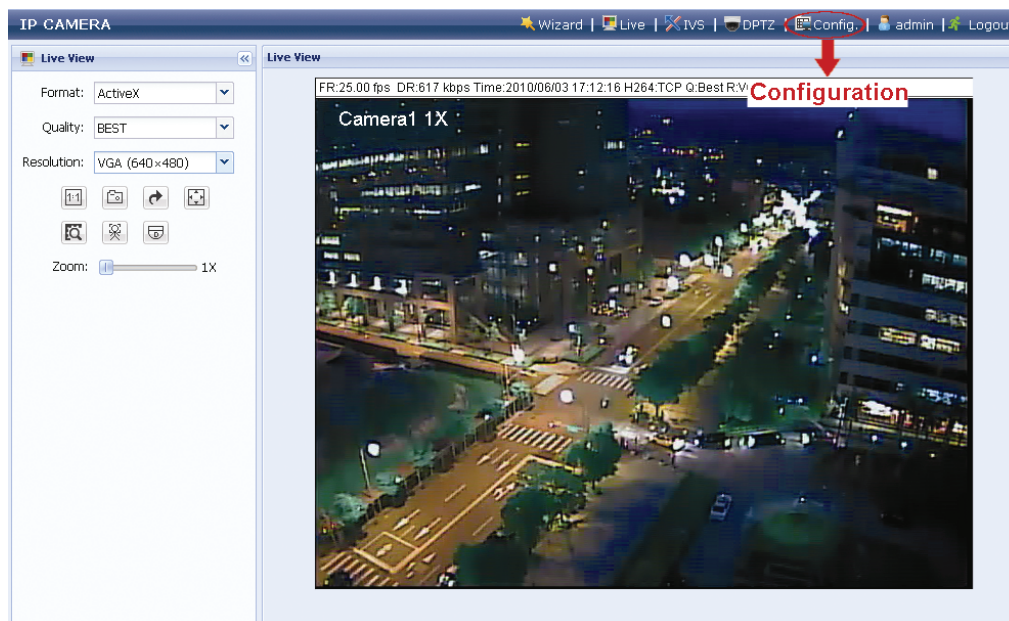 IP CAMERA
Wizard | Live | IVS | DPTZ | Config. | admin | Logou
Live View
Format: ActiveX
Quality: BEST
Resolution: VGA (640×480)
1:1
Zoom: 1X
Live View
FR:25.00 fps DR:617 kbps Time:2010/06/03 17:12:16 H264:TCP Q:Best R:V
Configuration
Camera1 1X